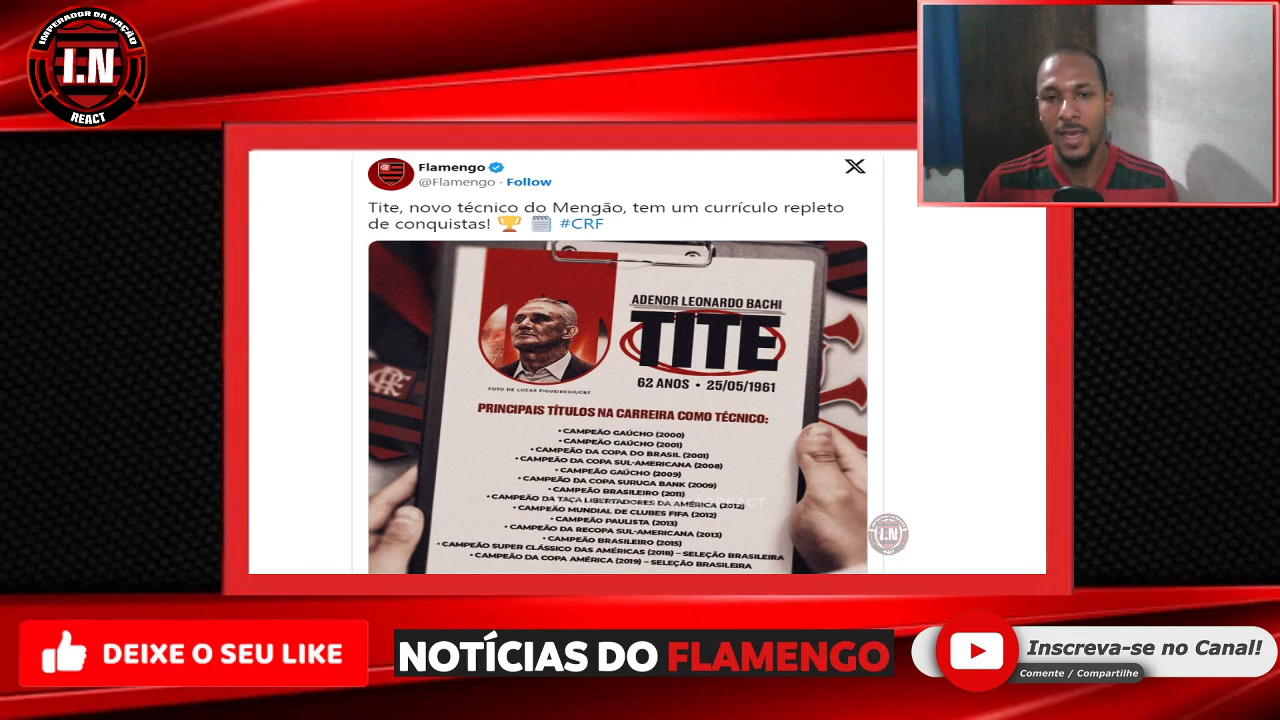 IMPERADOR DA NAÇÃO
I.N
REACT
Flamengo
@Flamengo · Follow
Tite, novo técnico do Mengão, tem um currículo repleto
de conquistas! 🏆 🗒️ #CRF
ADENOR LEONARDO BACHI
TITE
62 ANOS • 25/05/1961
FOTO DE LUCAS FIGUEIREDO/CBF
PRINCIPAIS TÍTULOS NA CARREIRA COMO TÉCNICO:
• CAMPEÃO GAÚCHO (2000)
• CAMPEÃO GAÚCHO (2001)
• CAMPEÃO DA COPA DO BRASIL (2001)
• CAMPEÃO DA COPA SUL-AMERICANA (2008)
• CAMPEÃO GAÚCHO (2009)
• CAMPEÃO DA COPA SURUGA BANK (2009)
• CAMPEÃO BRASILEIRO (2011)
• CAMPEÃO DA TAÇA LIBERTADORES DA AMÉRICA (2012)
• CAMPEÃO MUNDIAL DE CLUBES FIFA (2012)
• CAMPEÃO PAULISTA (2013)
• CAMPEÃO DA RECOPA SUL-AMERICANA (2013)
• CAMPEÃO BRASILEIRO (2015)
• CAMPEÃO SUPER CLÁSSICO DAS AMÉRICAS (2018) – SELEÇÃO BRASILEIRA
• CAMPEÃO DA COPA AMÉRICA (2019) – SELEÇÃO BRASILEIRA
I.N
DEIXE O SEU LIKE
NOTÍCIAS DO FLAMENGO
Inscreva-se no Canal!
Comente / Compartilhe